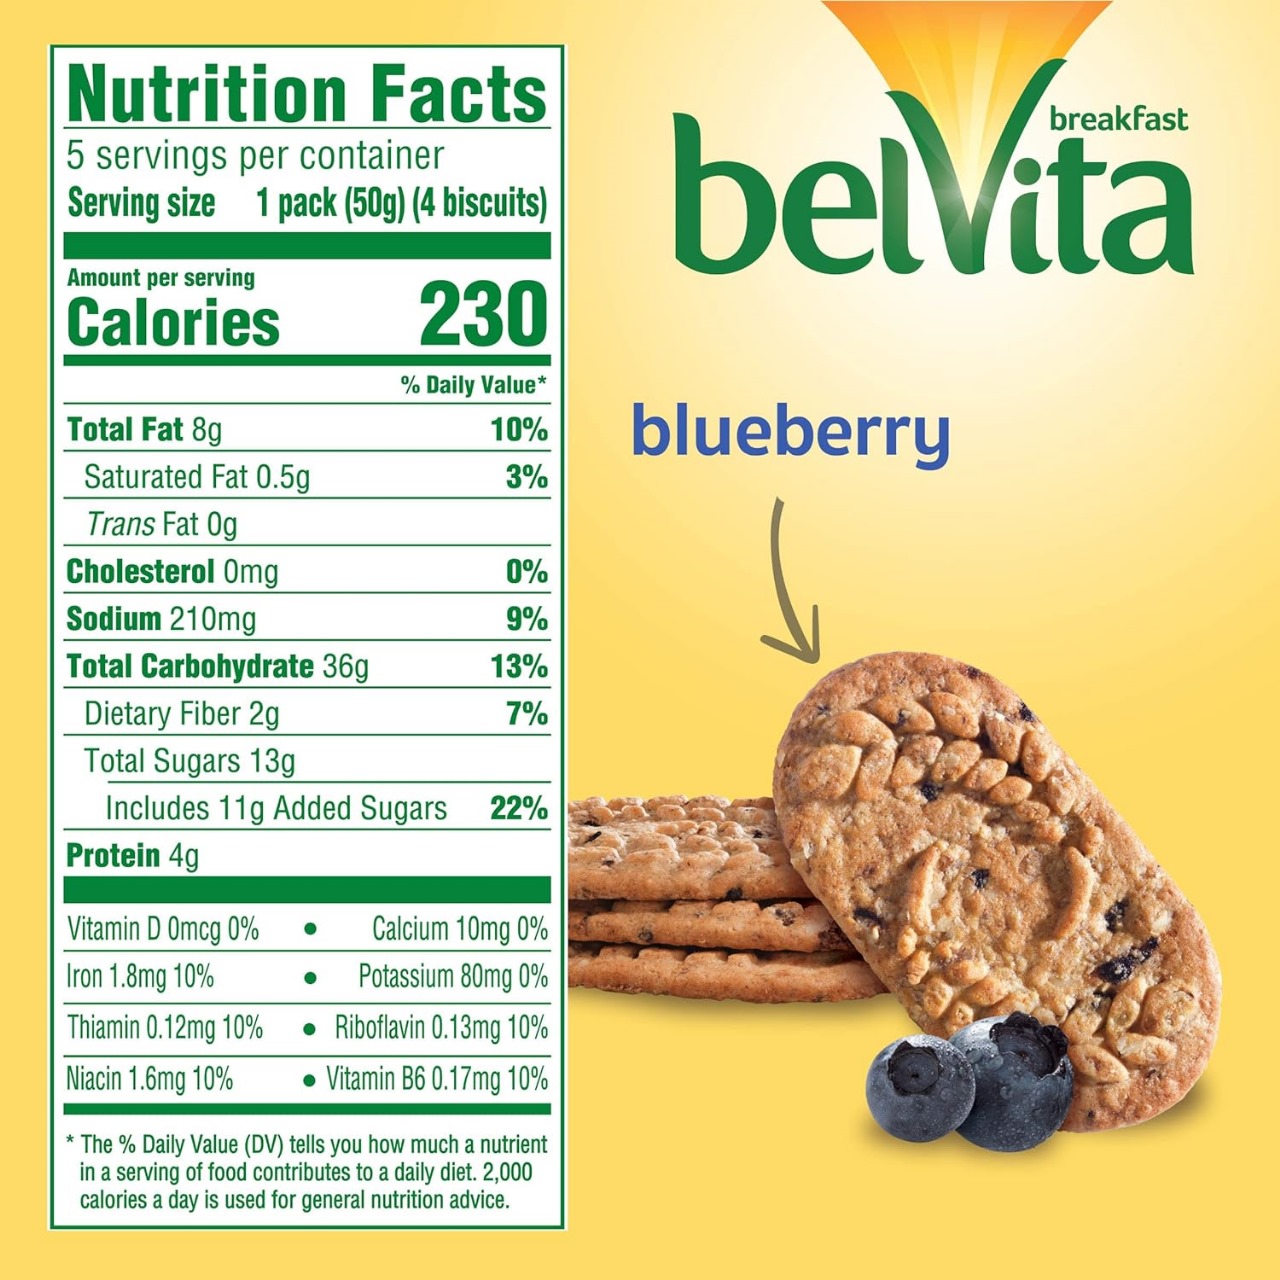 Nutrition Facts
5 servings per container
Serving size 1 pack (50g) (4 biscuits)
Amount per serving
Calories 230
% Daily Value*
Total Fat 8g 10%
Saturated Fat 0.5g 3%
Trans Fat 0g
Cholesterol 0mg 0%
Sodium 210mg 9%
Total Carbohydrate 36g 13%
Dietary Fiber 2g 7%
Total Sugars 13g
Includes 11g Added Sugars 22%
Protein 4g
Vitamin D 0mcg 0% • Calcium 10mg 0%
Iron 1.8mg 10% • Potassium 80mg 0%
Thiamin 0.12mg 10% • Riboflavin 0.13mg 10%
Niacin 1.6mg 10% • Vitamin B6 0.17mg 10%
* The % Daily Value (DV) tells you how much a nutrient
in a serving of food contributes to a daily diet. 2,000
calories a day is used for general nutrition advice.
breakfast
belVita
blueberry